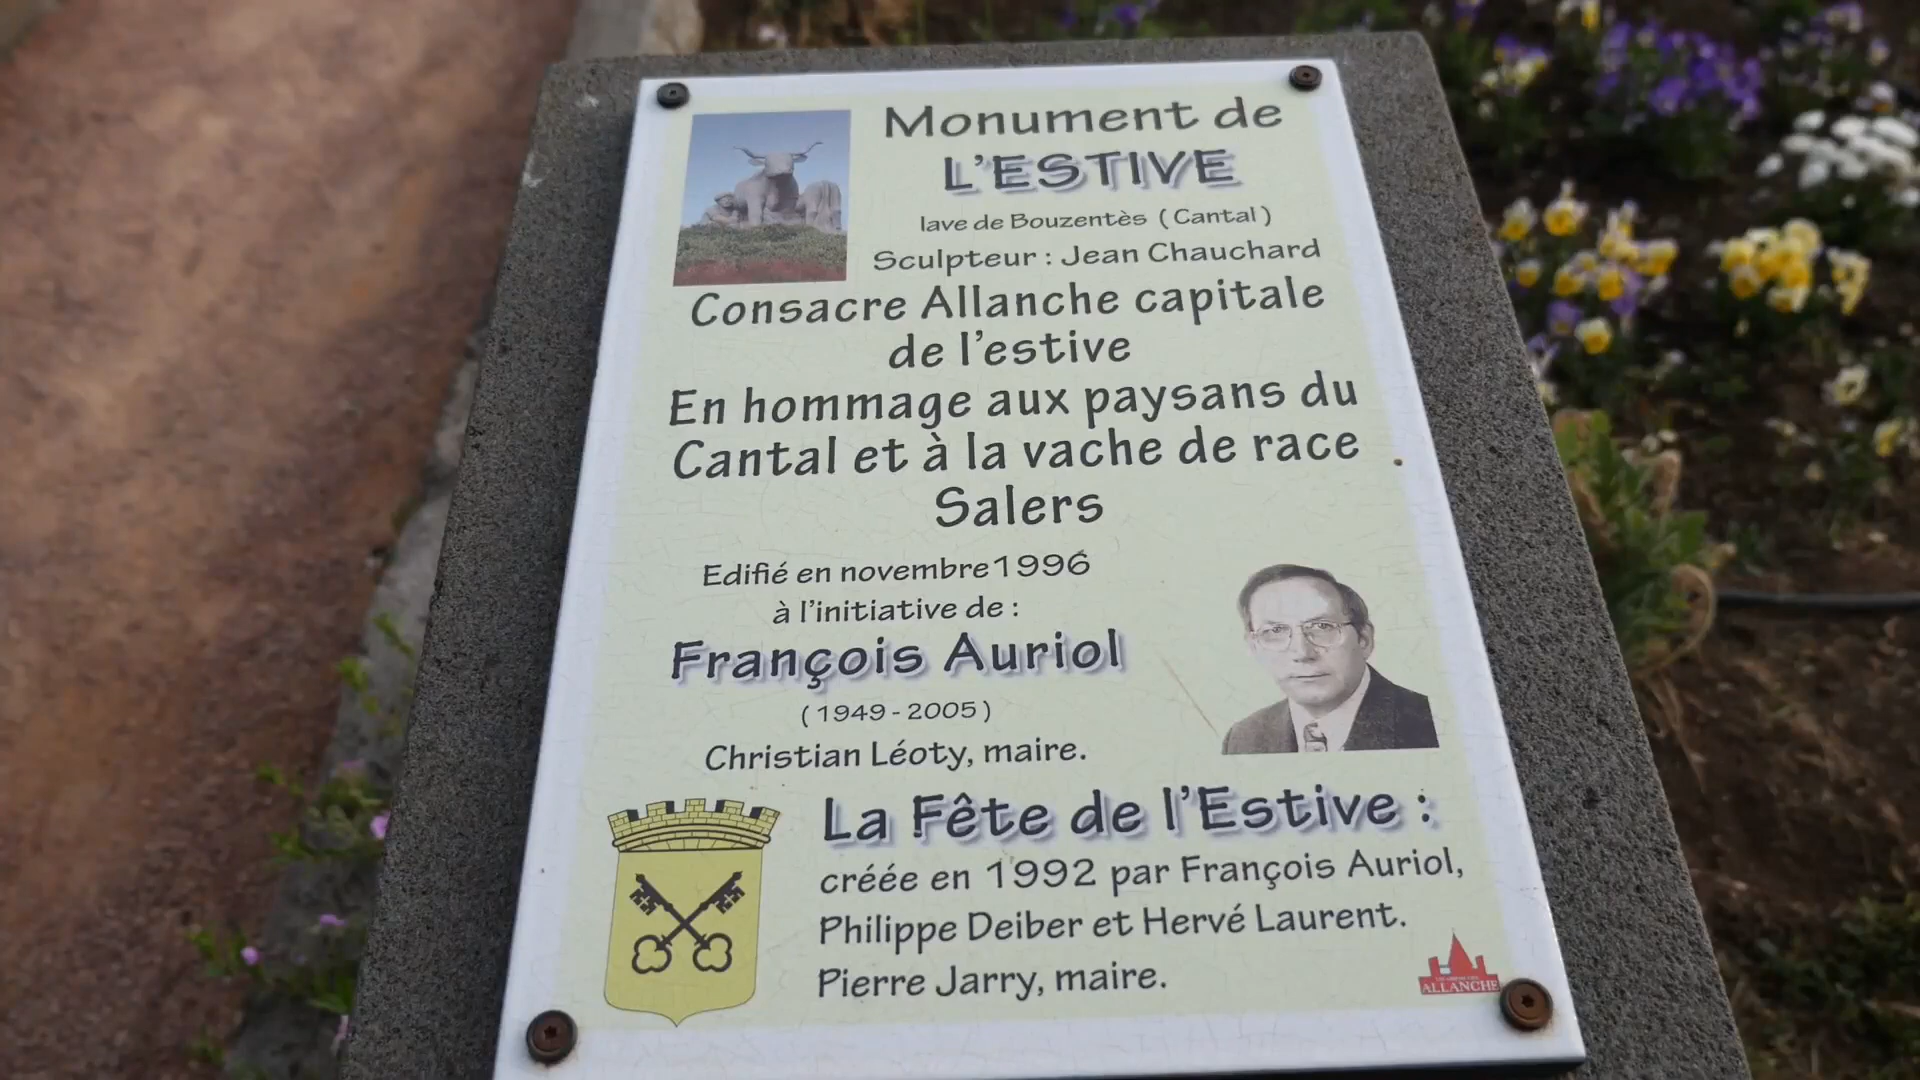 Monument de
L'ESTIVE
lave de Bouzentès (Cantal)
Sculpteur : Jean Chauchard
Consacre Allanche capitale
de l'estive
En hommage aux paysans du
Cantal et à la vache de race
Salers
Edifié en novembre1996
à l'initiative de :
François Auriol
(1949-2005)
Christian Léoty, maire.
La Fête de l'Estive :
créée en 1992 par François Auriol,
Philippe Deiber et Hervé Laurent.
Pierre Jarry, maire.
ALLANCHE